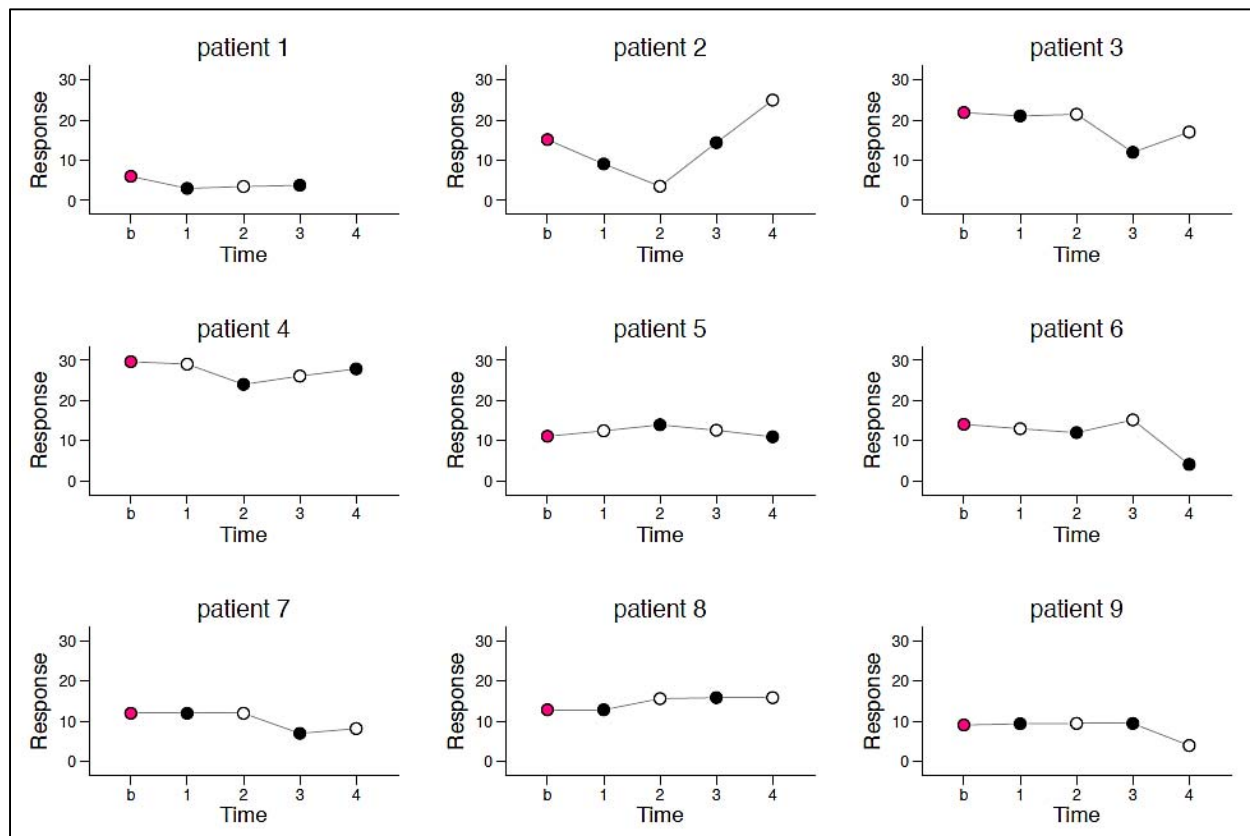 patient 1
Response
30
20
10
0
b 1 2 3 4
Time
patient 2
Response
30
20
10
0
b 1 2 3 4
Time
patient 3
Response
30
20
10
0
b 1 2 3 4
Time
patient 4
Response
30
20
10
0
b 1 2 3 4
Time
patient 5
Response
30
20
10
0
b 1 2 3 4
Time
patient 6
Response
30
20
10
0
b 1 2 3 4
Time
patient 7
Response
30
20
10
0
b 1 2 3 4
Time
patient 8
Response
30
20
10
0
b 1 2 3 4
Time
patient 9
Response
30
20
10
0
b 1 2 3 4
Time